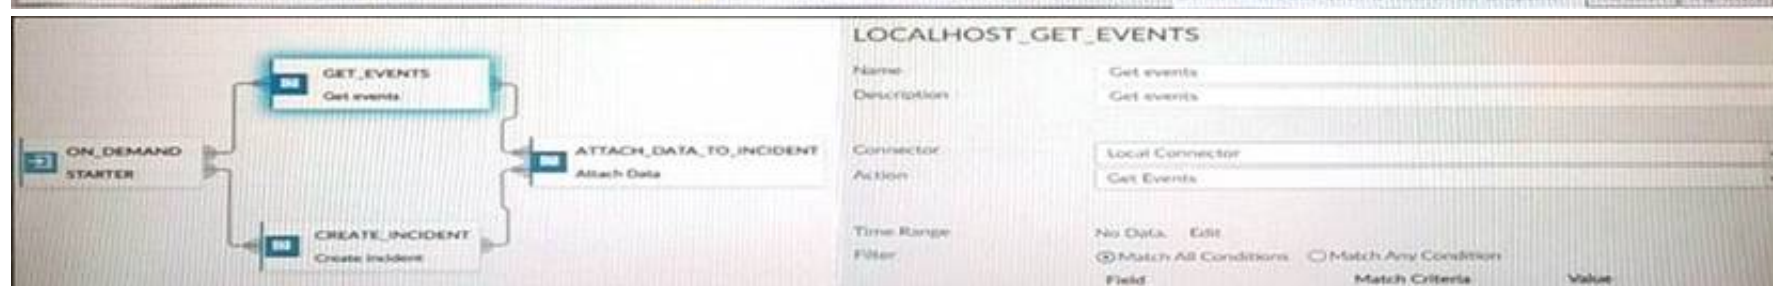 GET_EVENTS
Get events
ON_DEMAND
STARTER
ATTACH_DATA_TO_INCIDENT
Attach Data
CREATE_INCIDENT
Create Incident
LOCALHOST_GET_EVENTS
Name Get events
Description Get events
Connector Local Connector
Action Get Events
Time Range No Data. Edit
Filter Match All Conditions Match Any Condition
Field Match Criteria Value